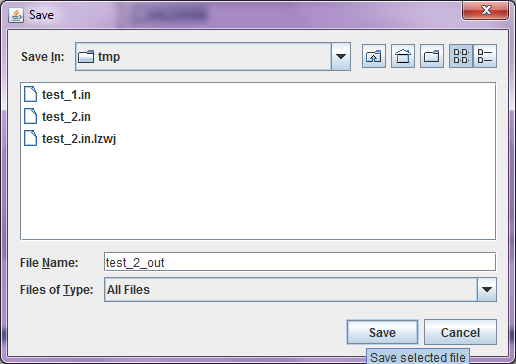 Save
Save In: tmp
test_1.in
test_2.in
test_2.in.lzwj
File Name: test_2_out
Files of Type: All Files
Save Cancel
Save selected file